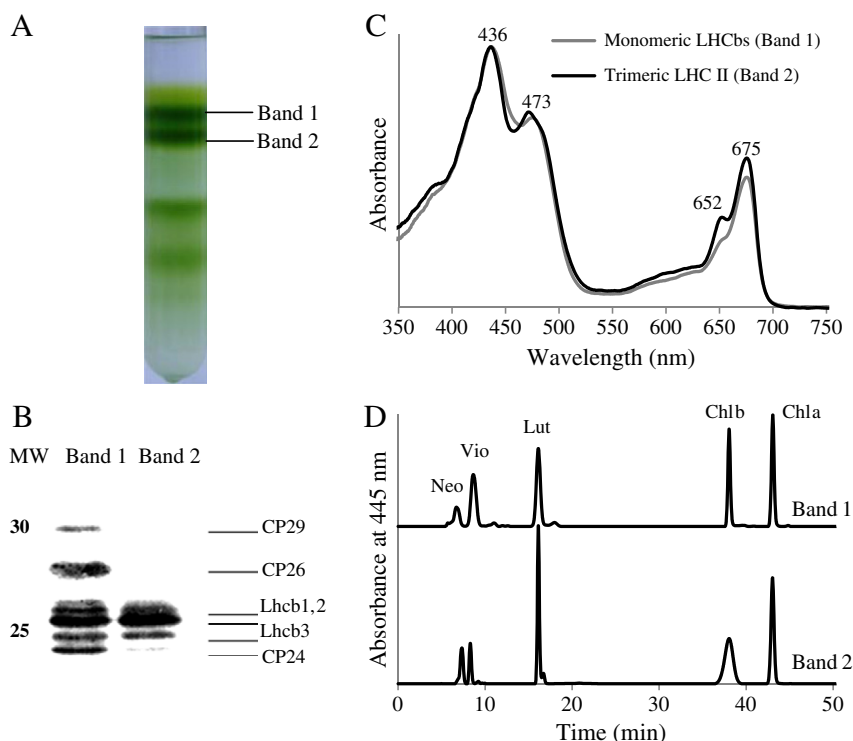 A
Band 1
Band 2
B
MW Band 1 Band 2
30
25
CP29
CP26
Lhcb1,2
Lhcb3
CP24
C
Monomeric LHCbs (Band 1)
Trimeric LHC II (Band 2)
436
473
652
675
Absorbance
350 400 450 500 550 600 650 700 750
Wavelength (nm)
D
Neo
Vio
Lut
Chlb
Chla
Band 1
Band 2
Absorbance at 445 nm
0 10 20 30 40 50
Time (min)